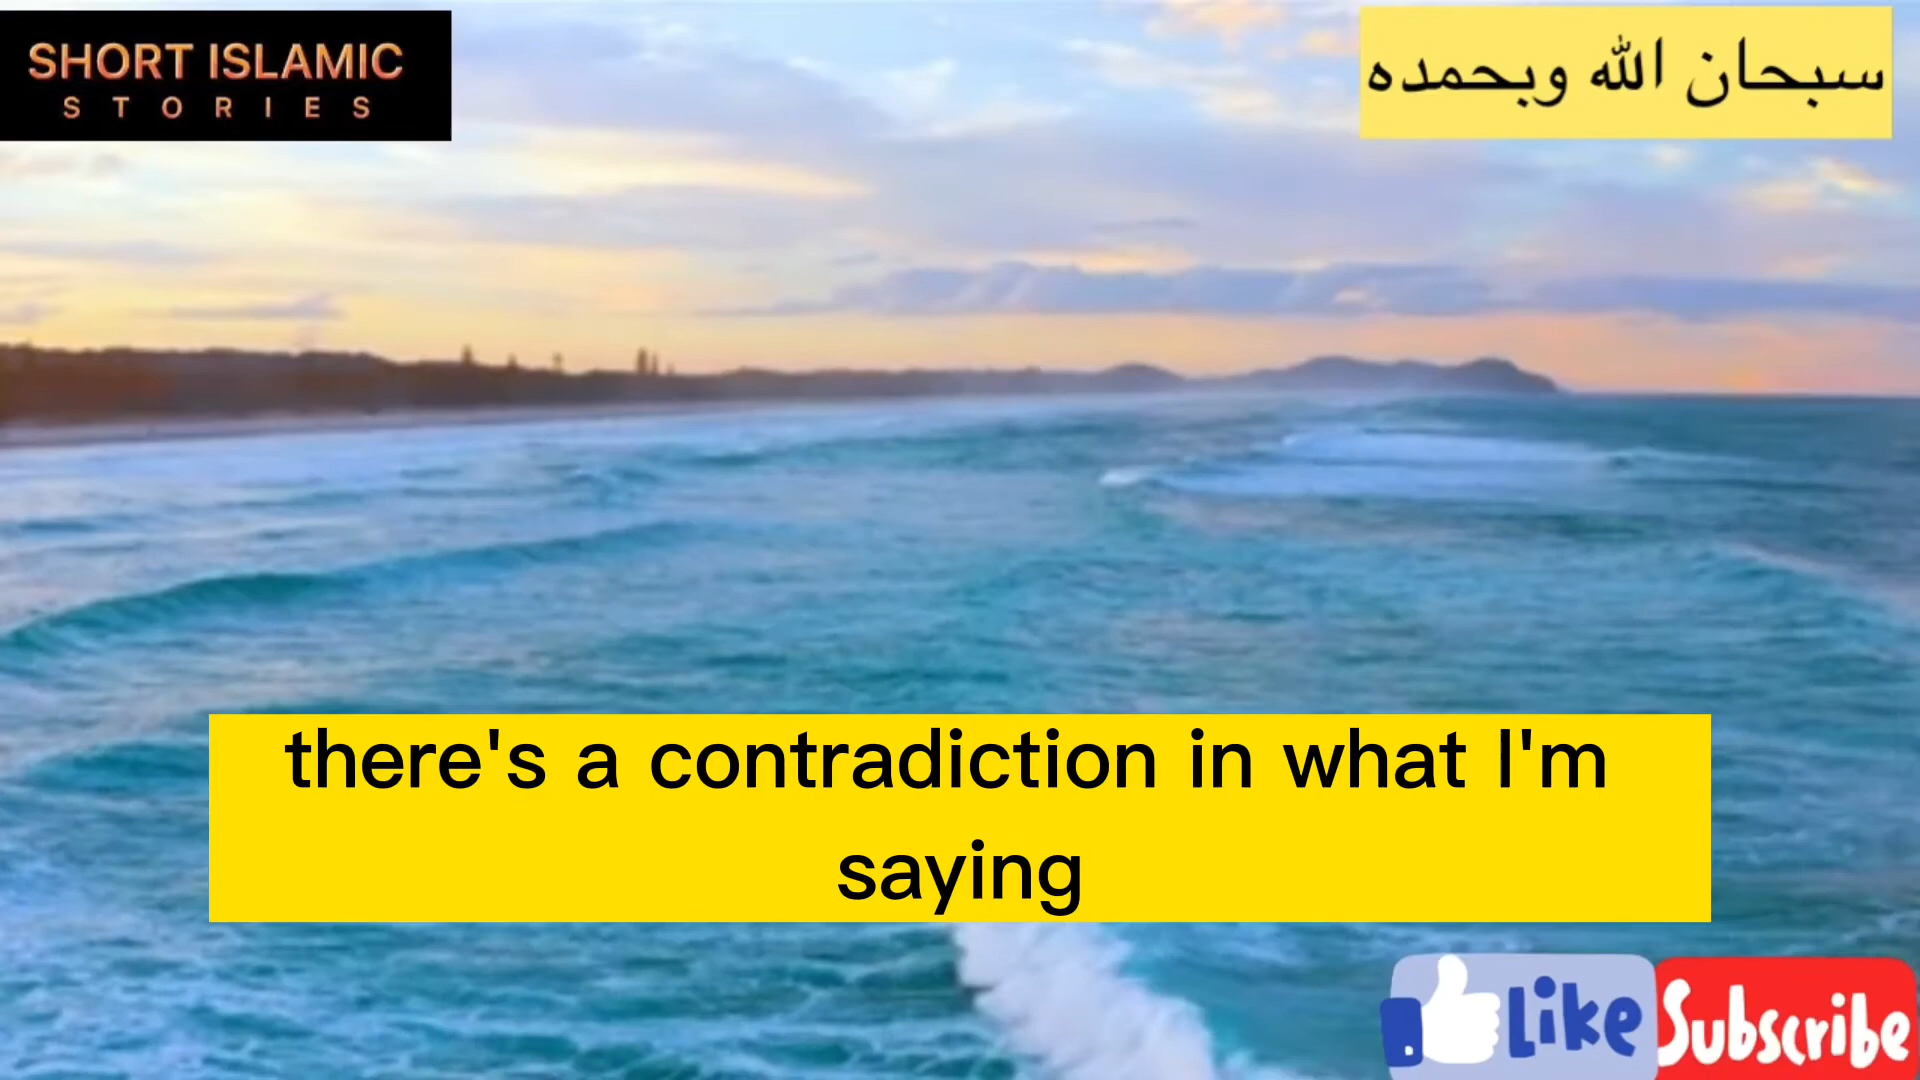 SHORT ISLAMIC
STORIES
سبحان الله وبحمده
there's a contradiction in what I'm
saying
Like
Subscribe